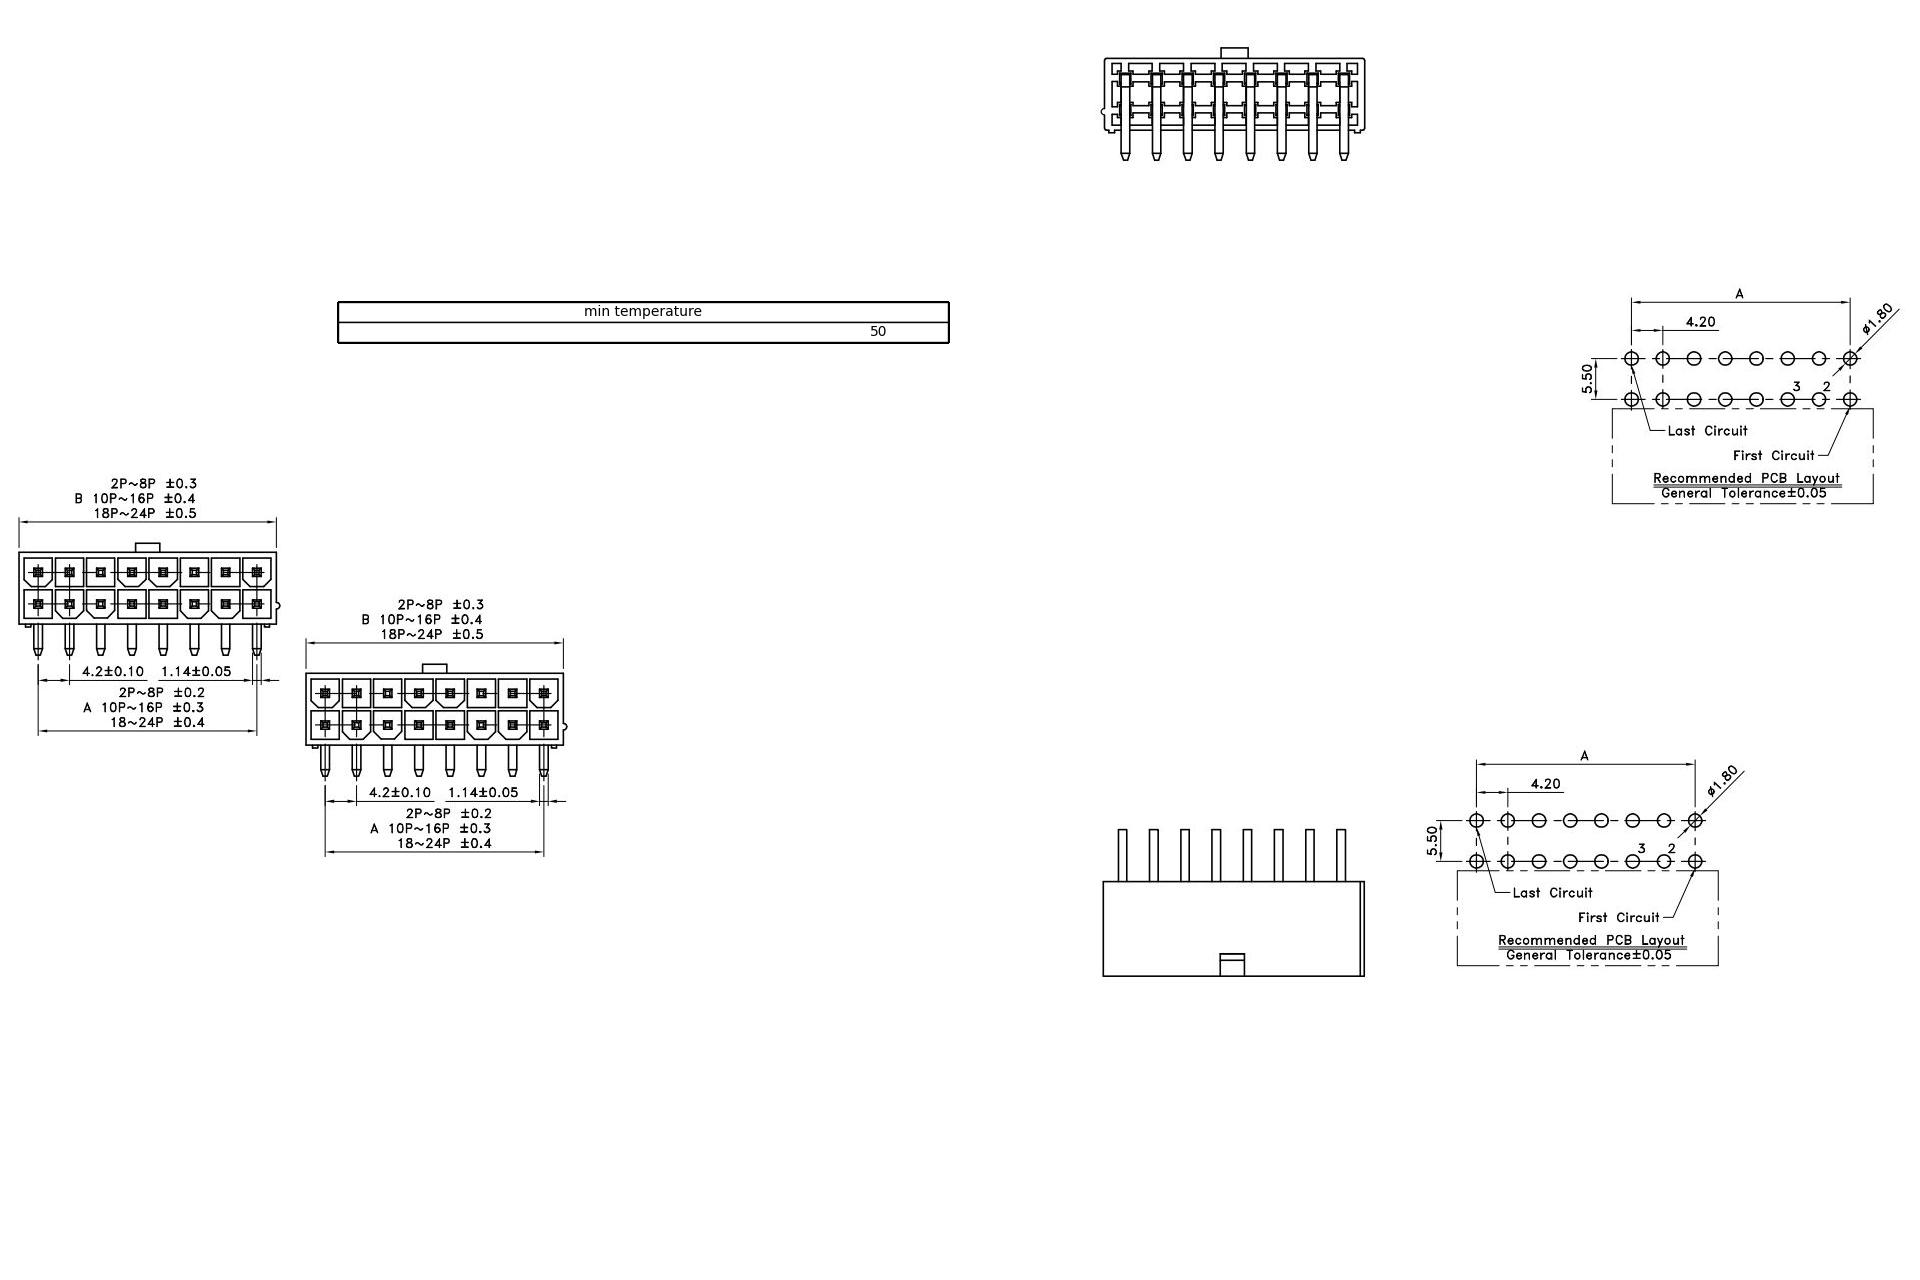 min temperature
50
A
4.20
ø1.80
5.50
3 2
Last Circuit
First Circuit
Recommended PCB Layout
General Tolerance±0.05
2P~8P ±0.3
B 10P~16P ±0.4
18P~24P ±0.5
4.2±0.10 1.14±0.05
2P~8P ±0.2
A 10P~16P ±0.3
18~24P ±0.4
2P~8P ±0.3
B 10P~16P ±0.4
18P~24P ±0.5
4.2±0.10 1.14±0.05
2P~8P ±0.2
A 10P~16P ±0.3
18~24P ±0.4
A
4.20
ø1.80
5.50
3 2
Last Circuit
First Circuit
Recommended PCB Layout
General Tolerance±0.05